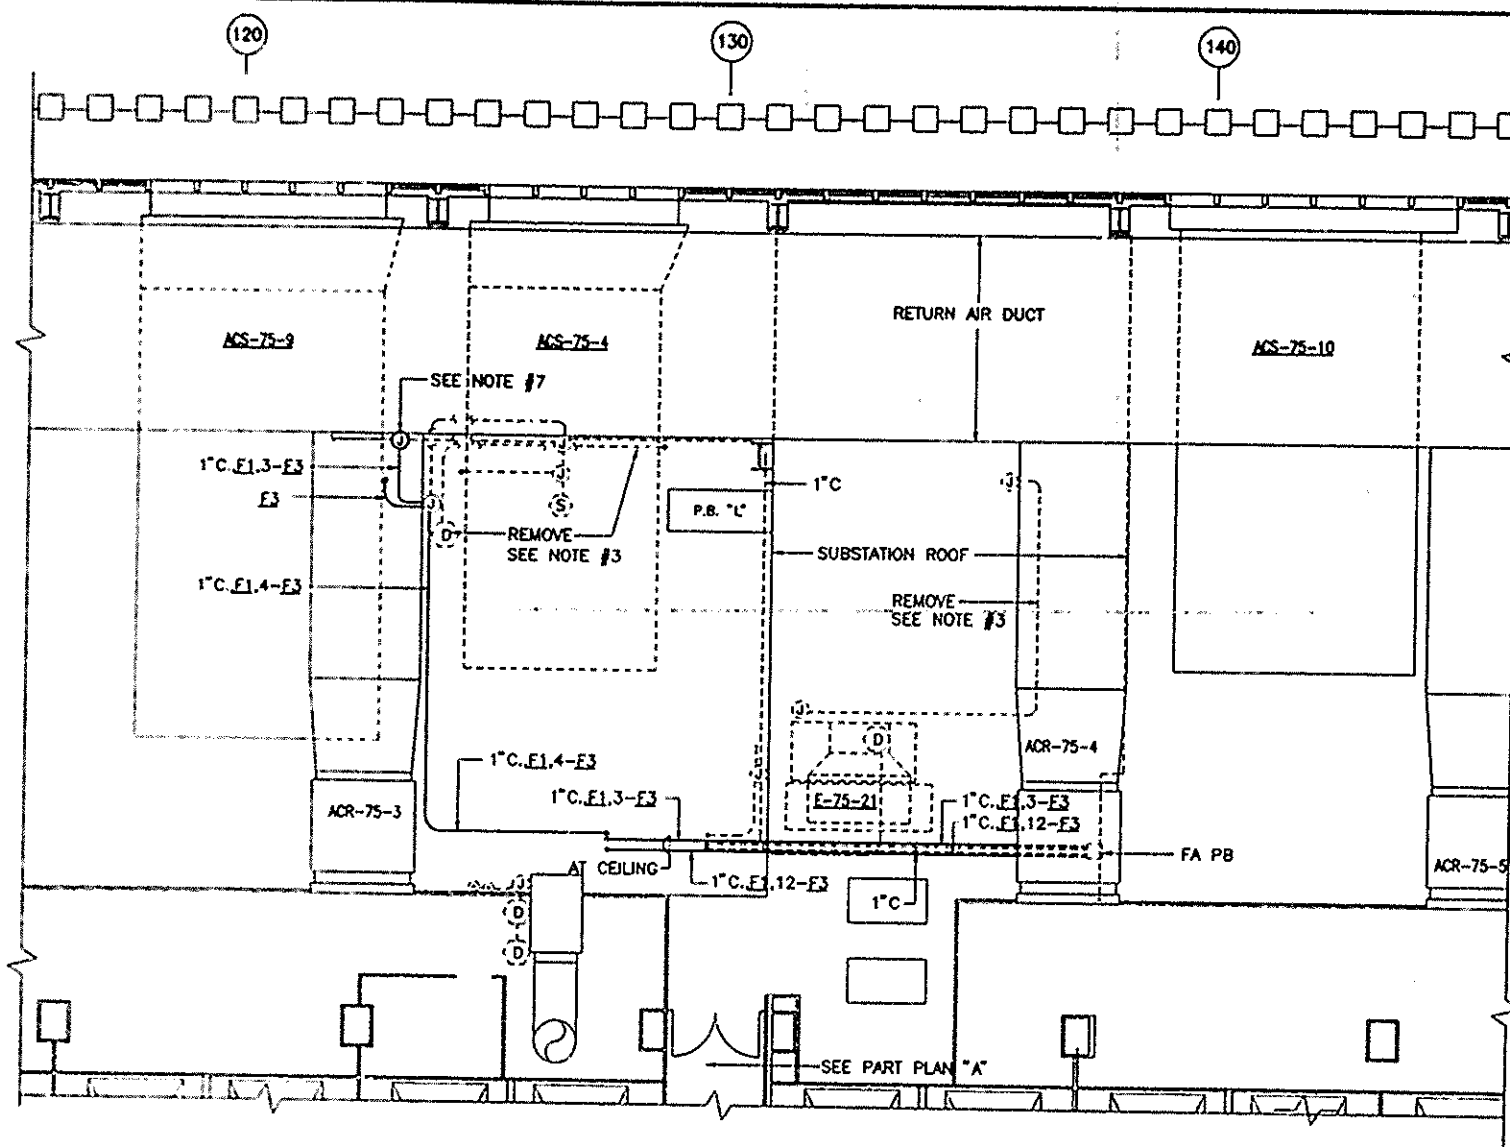 120
130
140
RETURN AIR DUCT
ACS-75-9
ACS-75-4
ACS-75-10
SEE NOTE #7
J
1"C.F1,3-F3
F3
J
J
S
D
REMOVE
SEE NOTE #3
P.B. "L"
1"C
J
SUBSTATION ROOF
1"C.F1,4-F3
REMOVE
SEE NOTE #3
J
D
ACR-75-4
1"C.F1,4-F3
1"C.F1,3-F3
E-75-21
1"C.F1,3-F3
1"C.F1,12-F3
ACR-75-3
FA PB
AT CEILING
1"C.F1,12-F3
1"C
ACR-75-5
J
D
D
SEE PART PLAN "A"